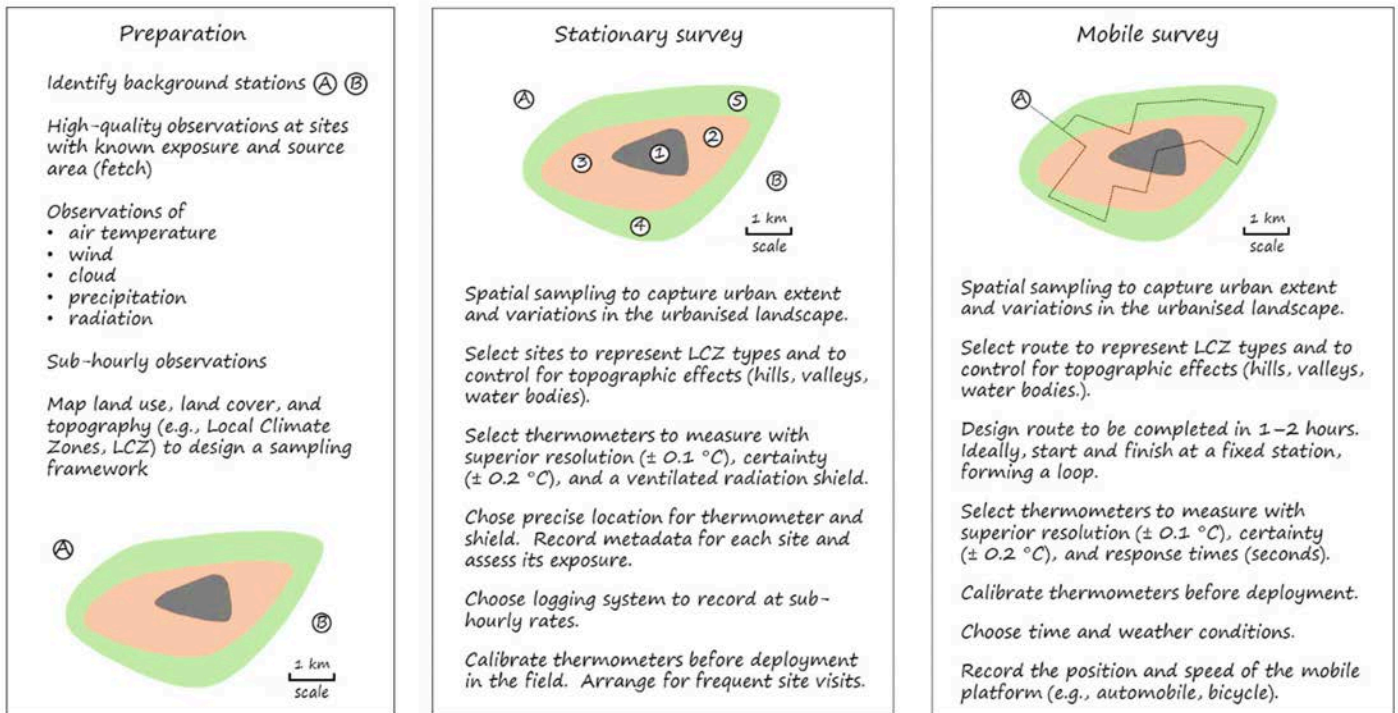 Preparation
Identify background stations A B
High-quality observations at sites
with known exposure and source
area (fetch)
Observations of
• air temperature
• wind
• cloud
• precipitation
• radiation
Sub-hourly observations
Map land use, land cover, and
topography (e.g., Local Climate
Zones, LCZ) to design a sampling
framework
A
B
1 km
scale
Stationary survey
A
5
2
1
3
B
4
1 km
scale
Spatial sampling to capture urban extent
and variations in the urbanised landscape.
Select sites to represent LCZ types and to
control for topographic effects (hills, valleys,
water bodies).
Select thermometers to measure with
superior resolution (± 0.1 °C), certainty
(± 0.2 °C), and a ventilated radiation shield.
Chose precise location for thermometer and
shield. Record metadata for each site and
assess its exposure.
Choose logging system to record at sub-
hourly rates.
Calibrate thermometers before deployment
in the field. Arrange for frequent site visits.
Mobile survey
A
1 km
scale
Spatial sampling to capture urban extent
and variations in the urbanised landscape.
Select route to represent LCZ types and to
control for topographic effects (hills, valleys,
water bodies.).
Design route to be completed in 1–2 hours.
Ideally, start and finish at a fixed station,
forming a loop.
Select thermometers to measure with
superior resolution (± 0.1 °C), certainty
(± 0.2 °C), and response times (seconds).
Calibrate thermometers before deployment.
Choose time and weather conditions.
Record the position and speed of the mobile
platform (e.g., automobile, bicycle).